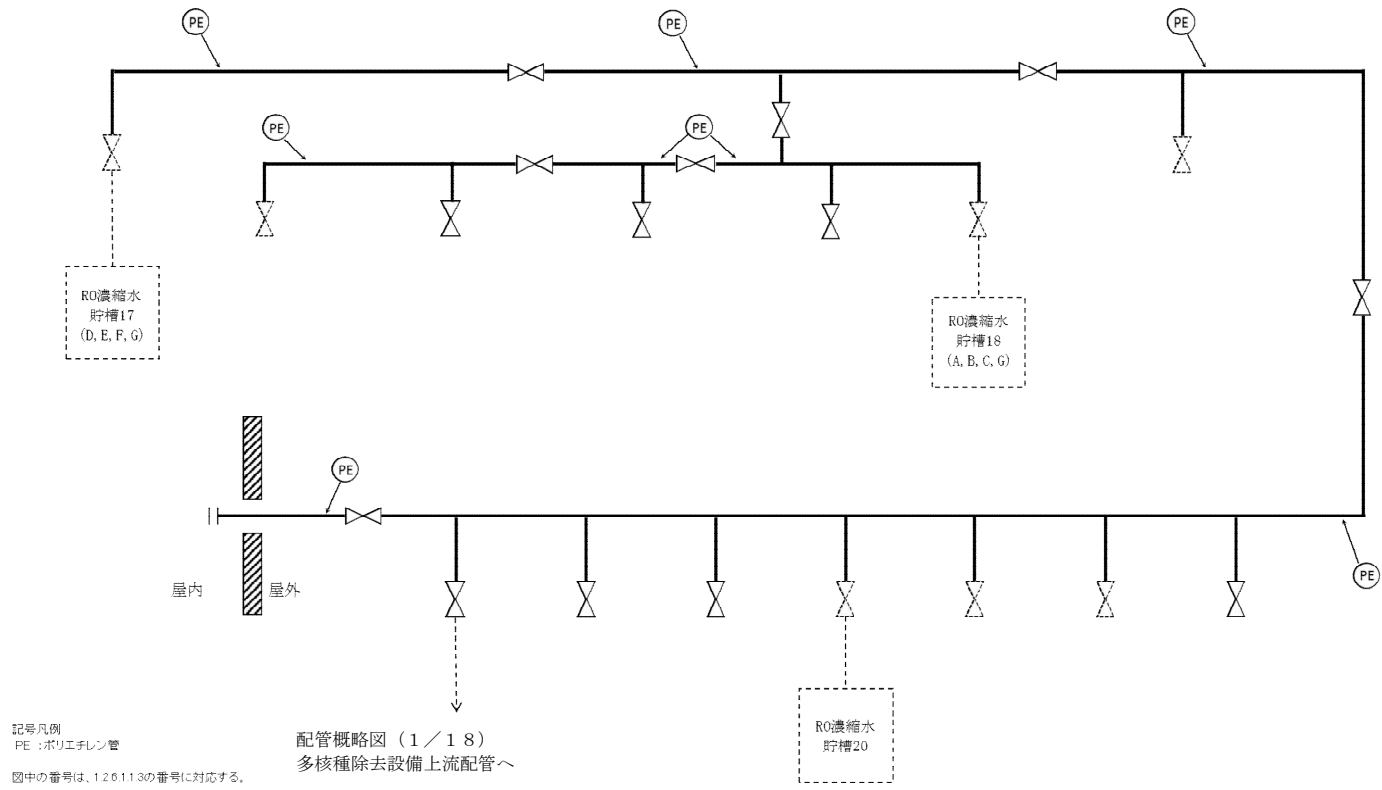 PE
PE
PE
PE
PE
RO濃縮水
貯槽17
(D, E, F, G)
RO濃縮水
貯槽18
(A, B, C, G)
PE
屋内
屋外
PE
RO濃縮水
貯槽20
配管概略図（1／18）
多核種除去設備上流配管へ
記号凡例
PE ：ポリエチレン管
図中の番号は、1.2.6.1.1.3の番号に対応する。